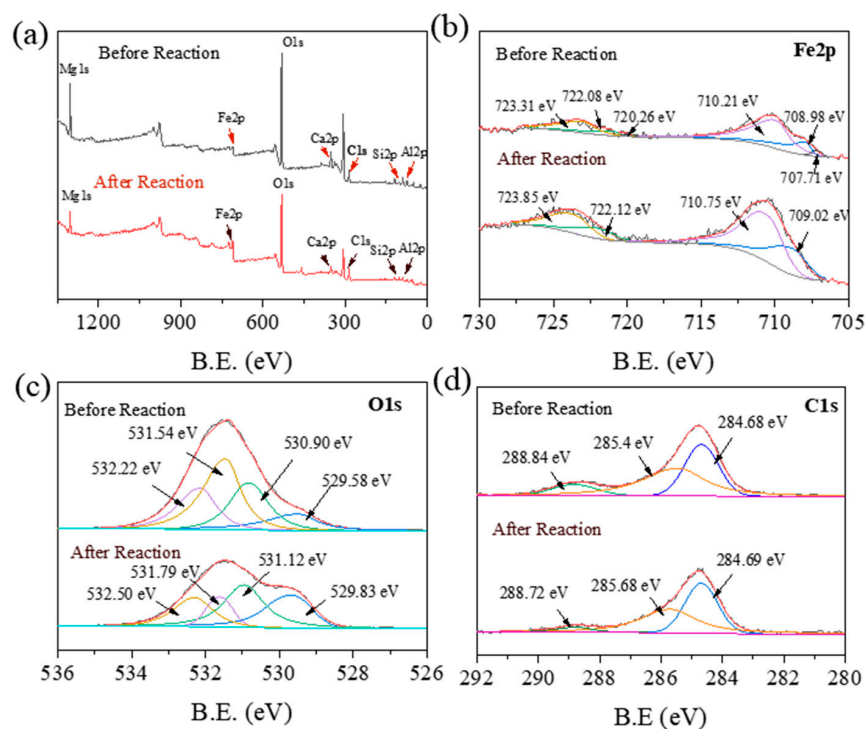 (a)
Before Reaction
O1s
Mg1s
Fe2p
Ca2p
C1s
Si2p
Al2p
After Reaction
Mg1s
O1s
Fe2p
Ca2p
C1s
Si2p
Al2p
1200 900 600 300 0
B.E. (eV)
(b)
Fe2p
Before Reaction
723.31 eV
722.08 eV
720.26 eV
710.21 eV
708.98 eV
707.71 eV
After Reaction
723.85 eV
722.12 eV
710.75 eV
709.02 eV
730 725 720 715 710 705
B.E. (eV)
(c)
O1s
Before Reaction
531.54 eV
532.22 eV
530.90 eV
529.58 eV
After Reaction
531.79 eV
531.12 eV
532.50 eV
529.83 eV
536 534 532 530 528 526
B.E. (eV)
(d)
C1s
Before Reaction
284.68 eV
285.4 eV
288.84 eV
After Reaction
284.69 eV
285.68 eV
288.72 eV
292 290 288 286 284 282 280
B.E (eV)